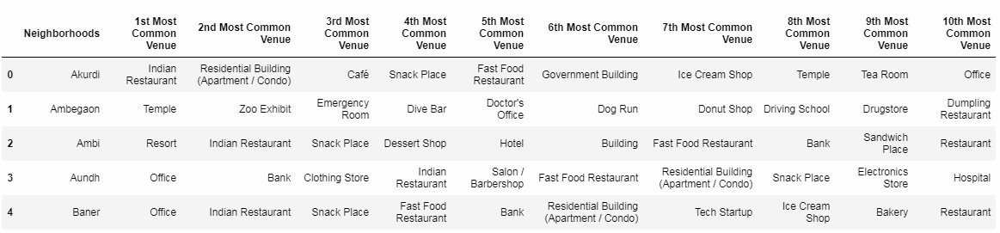 Neighborhoods 1st Most Common Venue 2nd Most Common Venue 3rd Most Common Venue 4th Most Common Venue 5th Most Common Venue 6th Most Common Venue 7th Most Common Venue 8th Most Common Venue 9th Most Common Venue 10th Most Common Venue
0 Akurdi Indian Restaurant Residential Building (Apartment / Condo) Café Snack Place Fast Food Restaurant Government Building Ice Cream Shop Temple Tea Room Office
1 Ambegaon Temple Zoo Exhibit Emergency Room Dive Bar Doctor's Office Dog Run Donut Shop Driving School Drugstore Dumpling Restaurant
2 Ambi Resort Indian Restaurant Snack Place Dessert Shop Hotel Building Fast Food Restaurant Bank Sandwich Place Restaurant
3 Aundh Office Bank Clothing Store Indian Restaurant Salon / Barbershop Fast Food Restaurant Residential Building (Apartment / Condo) Snack Place Electronics Store Hospital
4 Baner Office Indian Restaurant Snack Place Fast Food Restaurant Bank Residential Building (Apartment / Condo) Tech Startup Ice Cream Shop Bakery Restaurant